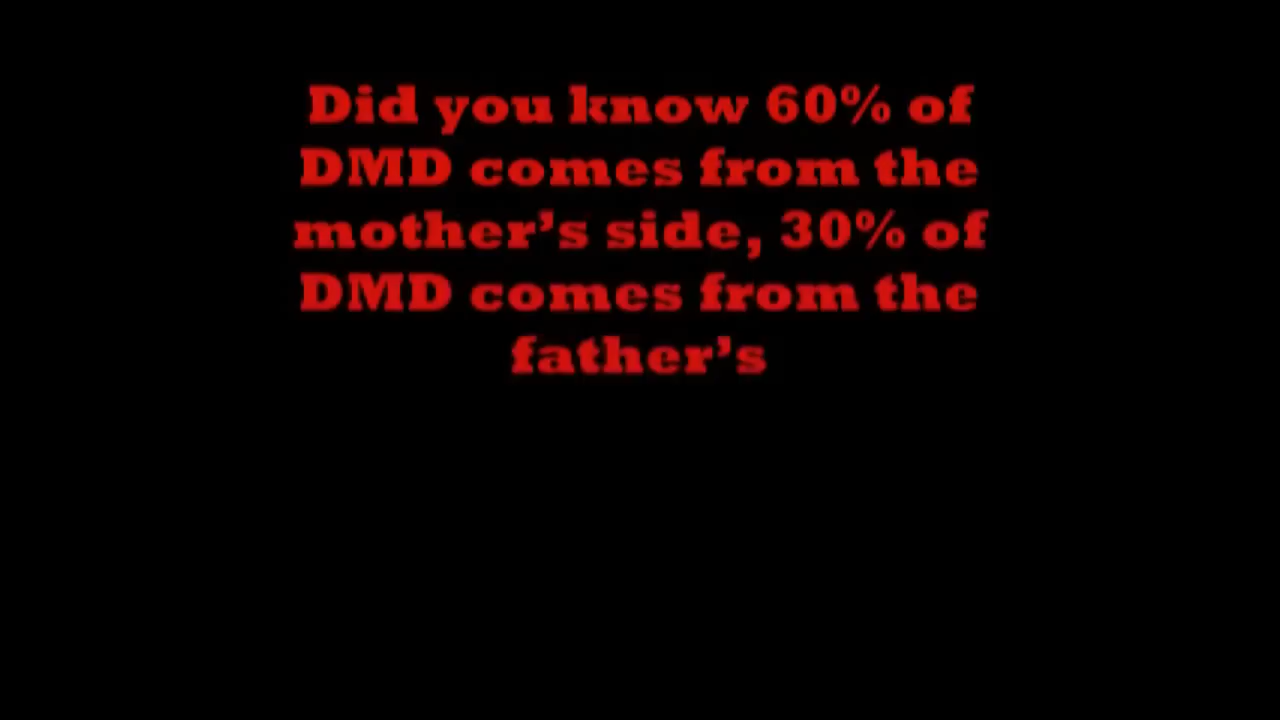 Did you know 60% of
DMD comes from the
mother’s side, 30% of
DMD comes from the
father’s